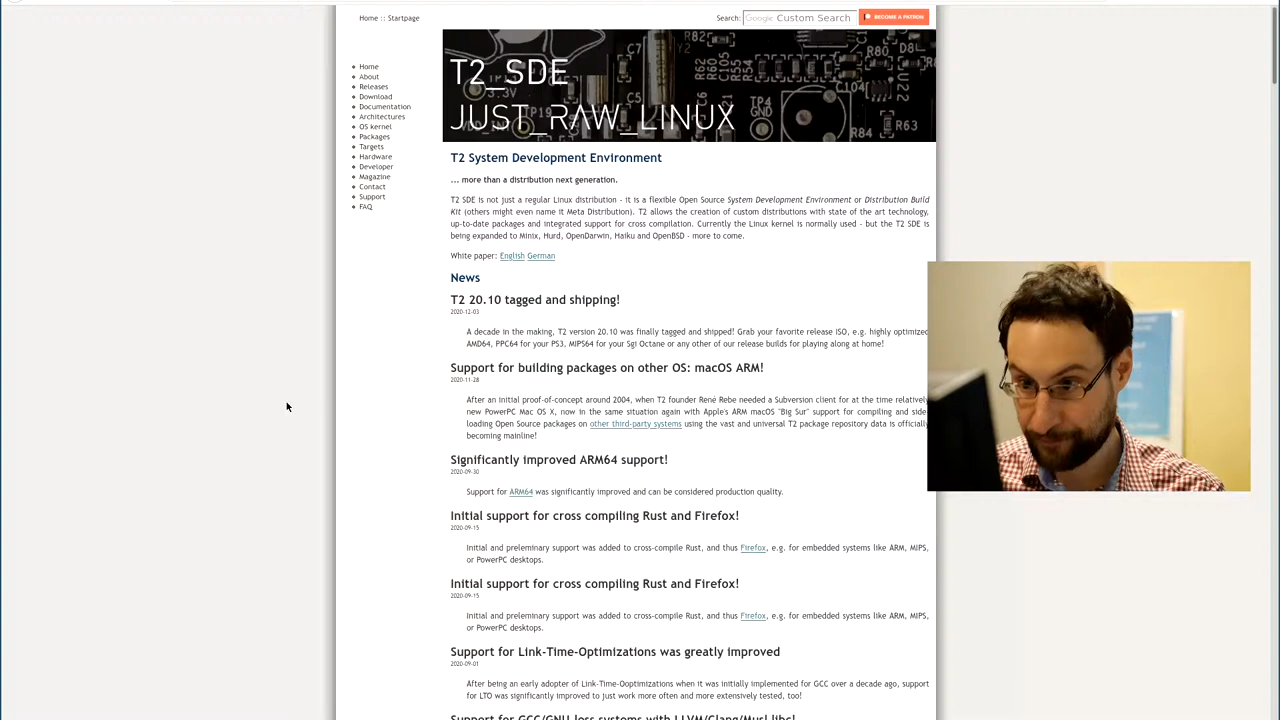 Home :: Startpage
Search: Google Custom Search
BECOME A PATRON
Home
About
Releases
Download
Documentation
Architectures
OS kernel
Packages
Targets
Hardware
Developer
Magazine
Contact
Support
FAQ
T2_SDE
JUST_RAW_LINUX
T2 System Development Environment
... more than a distribution next generation.
T2 SDE is not just a regular Linux distribution - it is a flexible Open Source System Development Environment or Distribution Build
Kit (others might even name it Meta Distribution). T2 allows the creation of custom distributions with state of the art technology,
up-to-date packages and integrated support for cross compilation. Currently the Linux kernel is normally used - but the T2 SDE is
being expanded to Minix, Hurd, OpenDarwin, Haiku and OpenBSD - more to come.
White paper: English German
News
T2 20.10 tagged and shipping!
2020-12-03
A decade in the making, T2 version 20.10 was finally tagged and shipped! Grab your favorite release ISO, e.g. highly optimized
AMD64, PPC64 for your PS3, MIPS64 for your Sgi Octane or any other of our release builds for playing along at home!
Support for building packages on other OS: macOS ARM!
2020-11-28
After an initial proof-of-concept around 2004, when T2 founder René Rebe needed a Subversion client for at the time relatively
new PowerPC Mac OS X, now in the same situation again with Apple's ARM macOS "Big Sur" support for compiling and side-
loading Open Source packages on other third-party systems using the vast and universal T2 package repository data is officially
becoming mainline!
Significantly improved ARM64 support!
2020-09-30
Support for ARM64 was significantly improved and can be considered production quality.
Initial support for cross compiling Rust and Firefox!
2020-09-15
Initial and preleminary support was added to cross-compile Rust, and thus Firefox, e.g. for embedded systems like ARM, MIPS,
or PowerPC desktops.
Initial support for cross compiling Rust and Firefox!
2020-09-15
Initial and preleminary support was added to cross-compile Rust, and thus Firefox, e.g. for embedded systems like ARM, MIPS,
or PowerPC desktops.
Support for Link-Time-Optimizations was greatly improved
2020-09-01
After being an early adopter of Link-Time-Ooptimizations when it was initially implemented for GCC over a decade ago, support
for LTO was significantly improved to just work more often and more extensively tested, too!
Support for GCC/GNU less systems with LLVM/Clang/Musl libc!